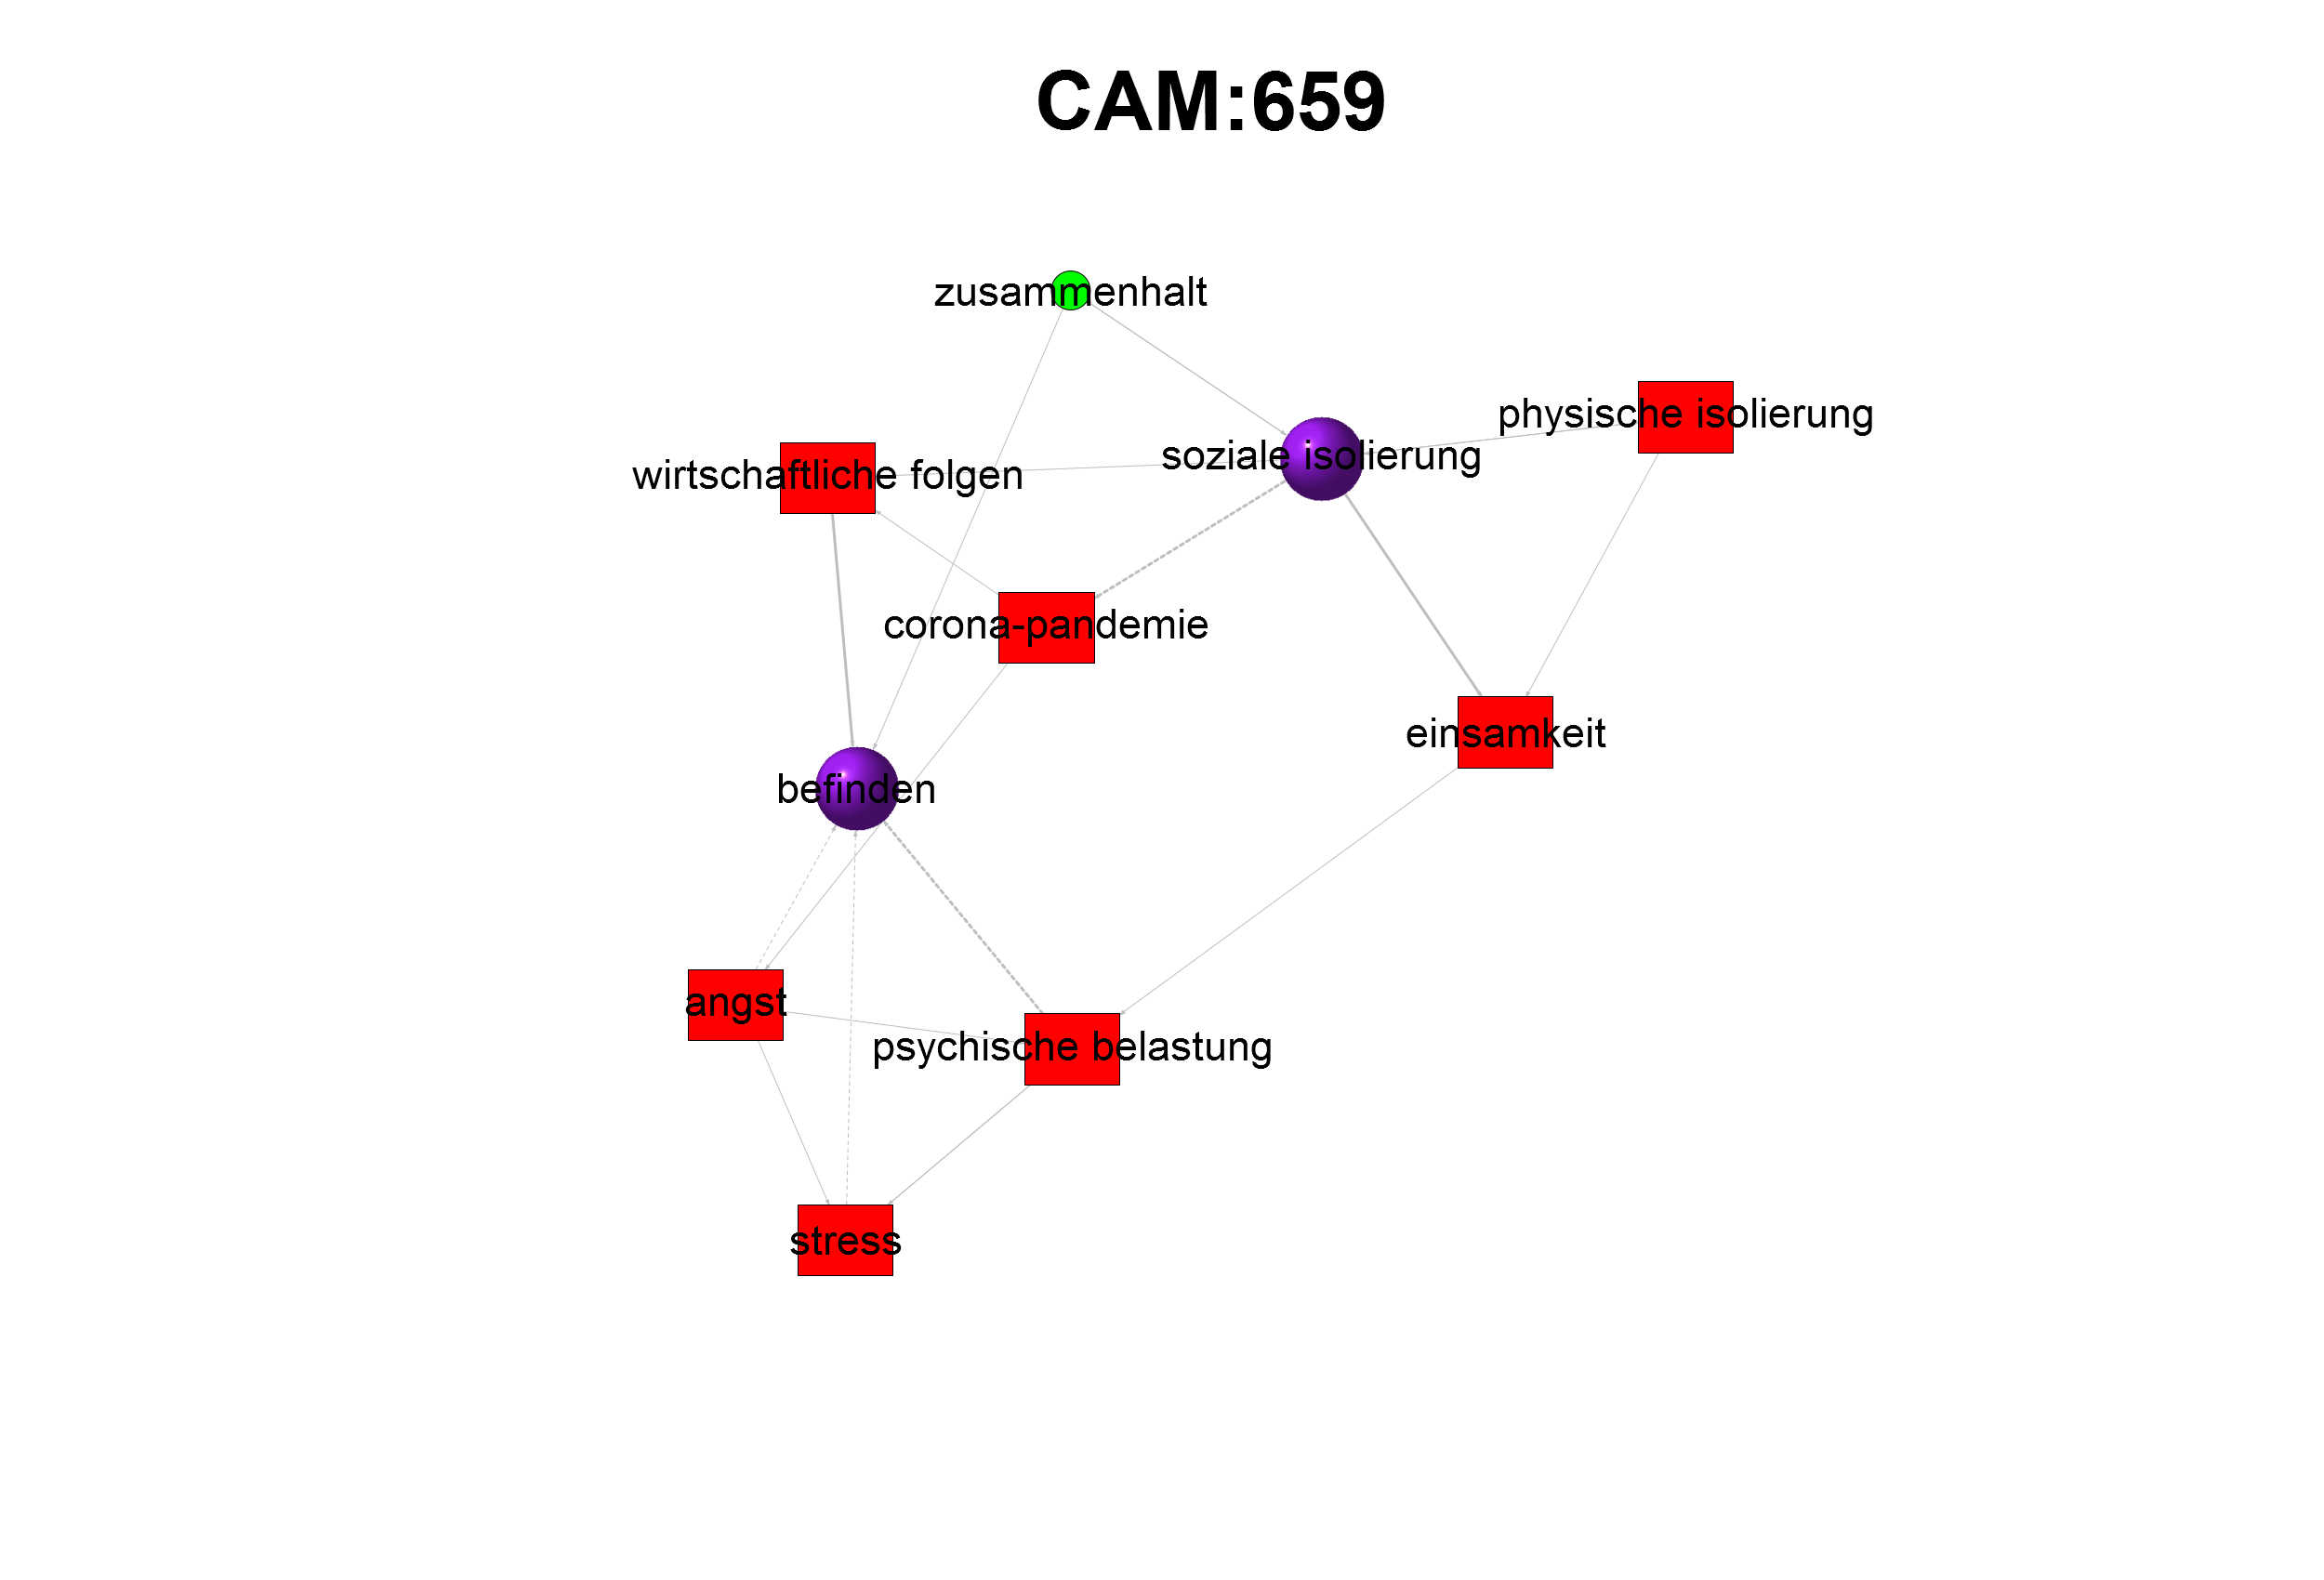 CAM:659
zusammenhalt
physische isolierung
soziale isolierung
wirtschaftliche folgen
corona-pandemie
einsamkeit
befinden
angst
psychische belastung
stress